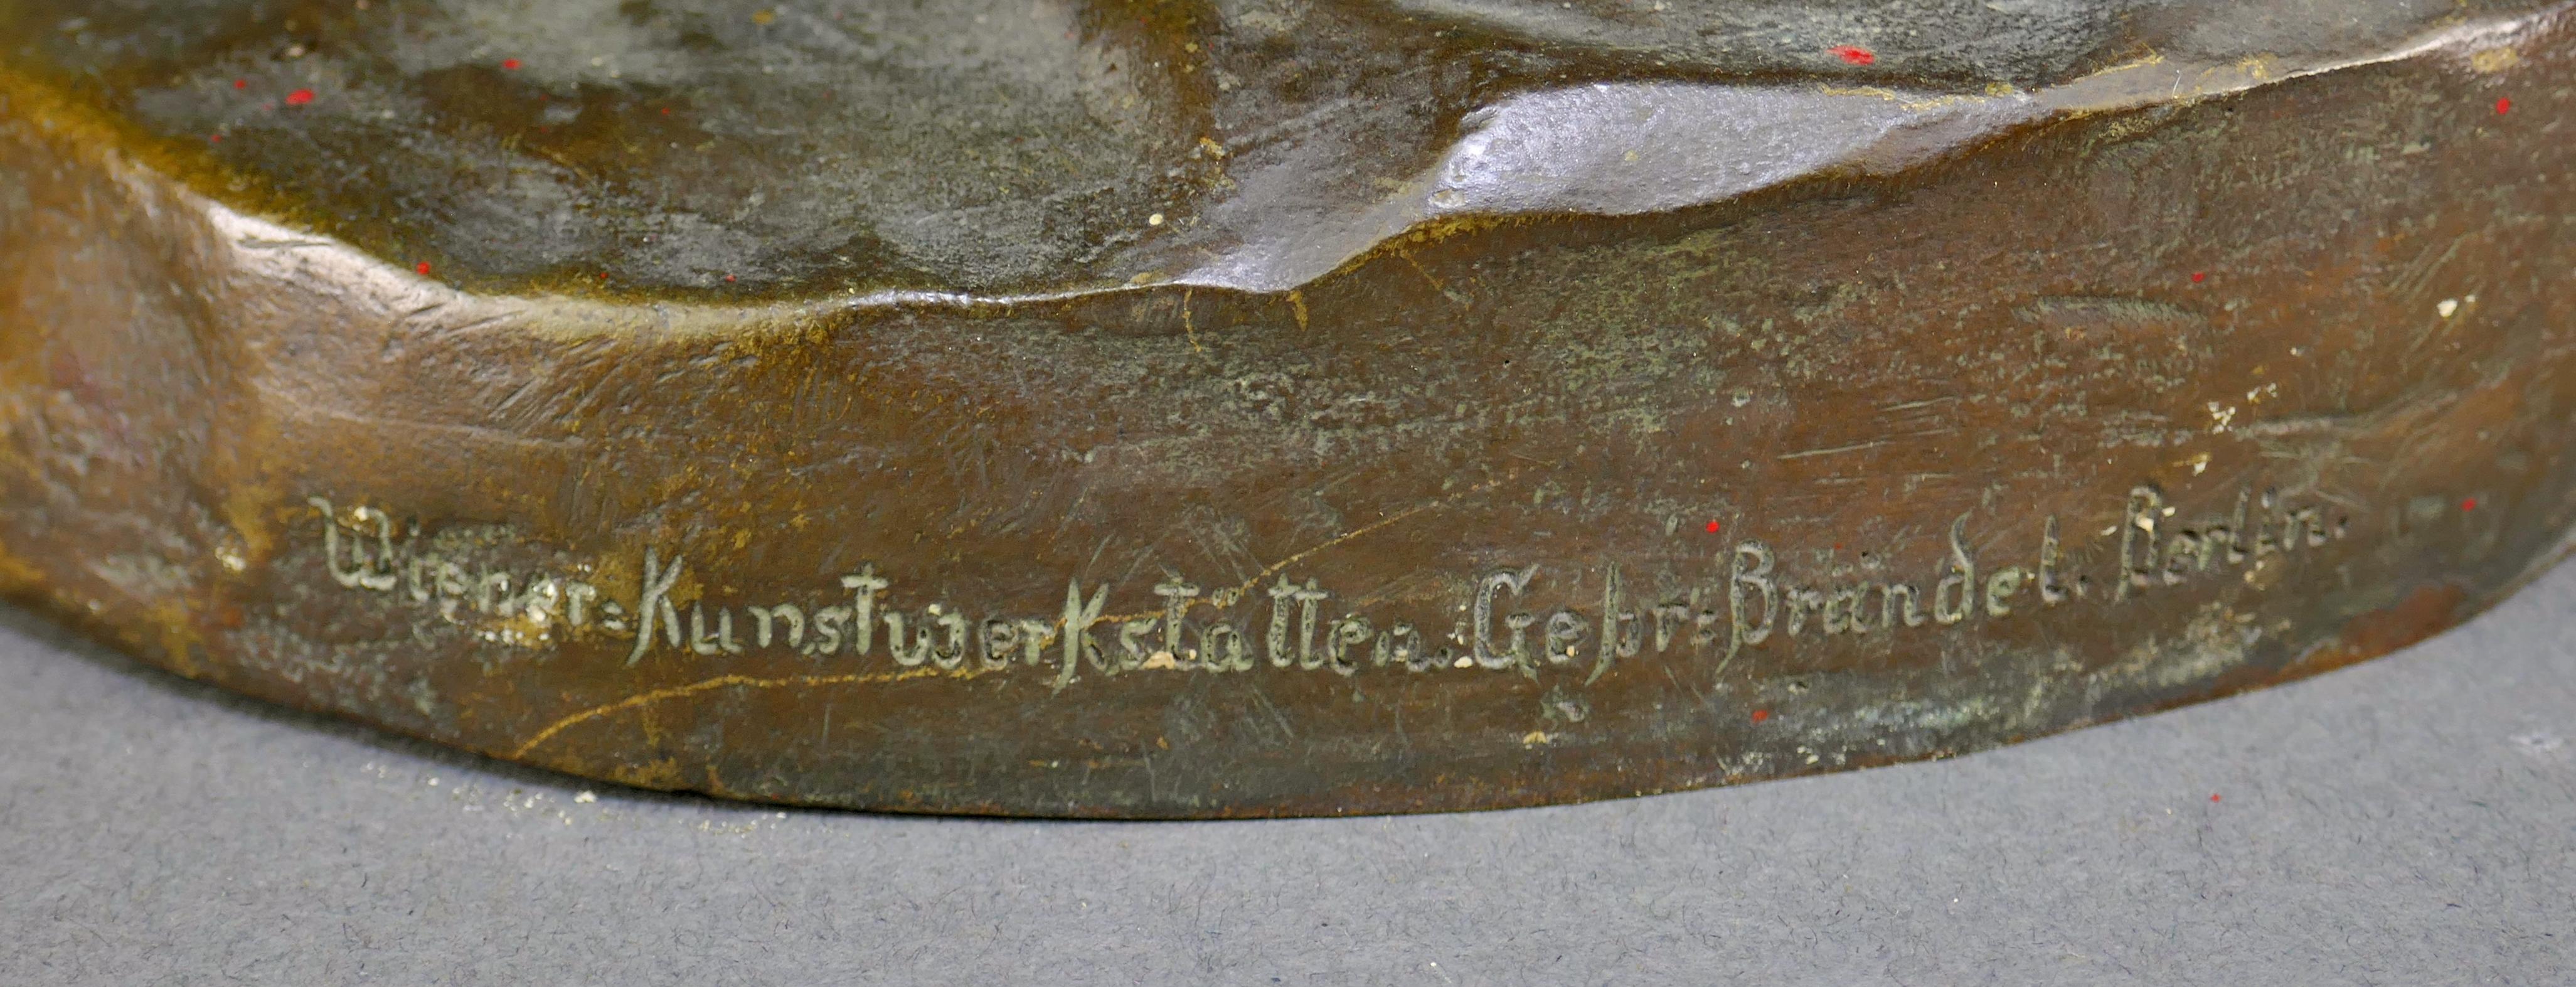 Wiener=Kunstwerkstätten. Gebr: Brändel. Berlin.